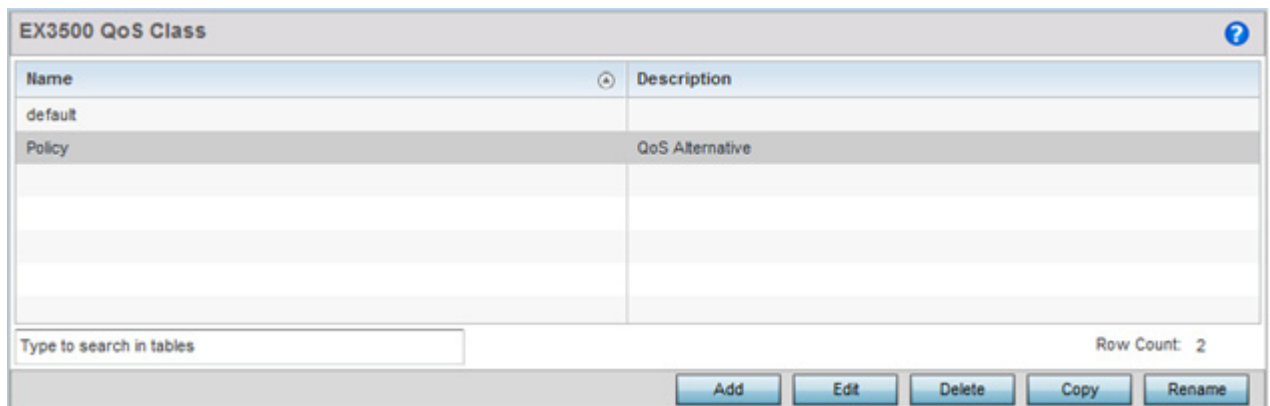 EX3500 QoS Class
?
Name Description
default
Policy QoS Alternative
Type to search in tables Row Count: 2
Add Edit Delete Copy Rename